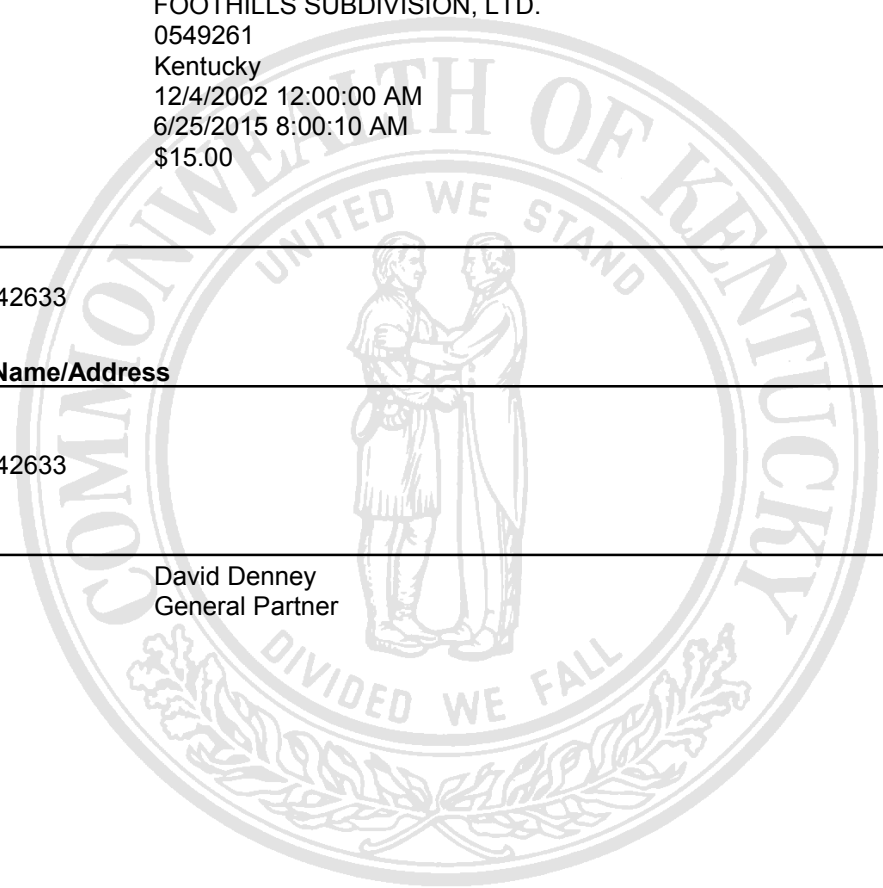 FOOTHILLS SUBDIVISION, LTD.
0549261
Kentucky
12/4/2002 12:00:00 AM
6/25/2015 8:00:10 AM
$15.00
COMMONWEALTH OF KENTUCKY
UNITED WE STAND
42633
Name/Address
42633
David Denney
General Partner
DIVIDED WE FALL